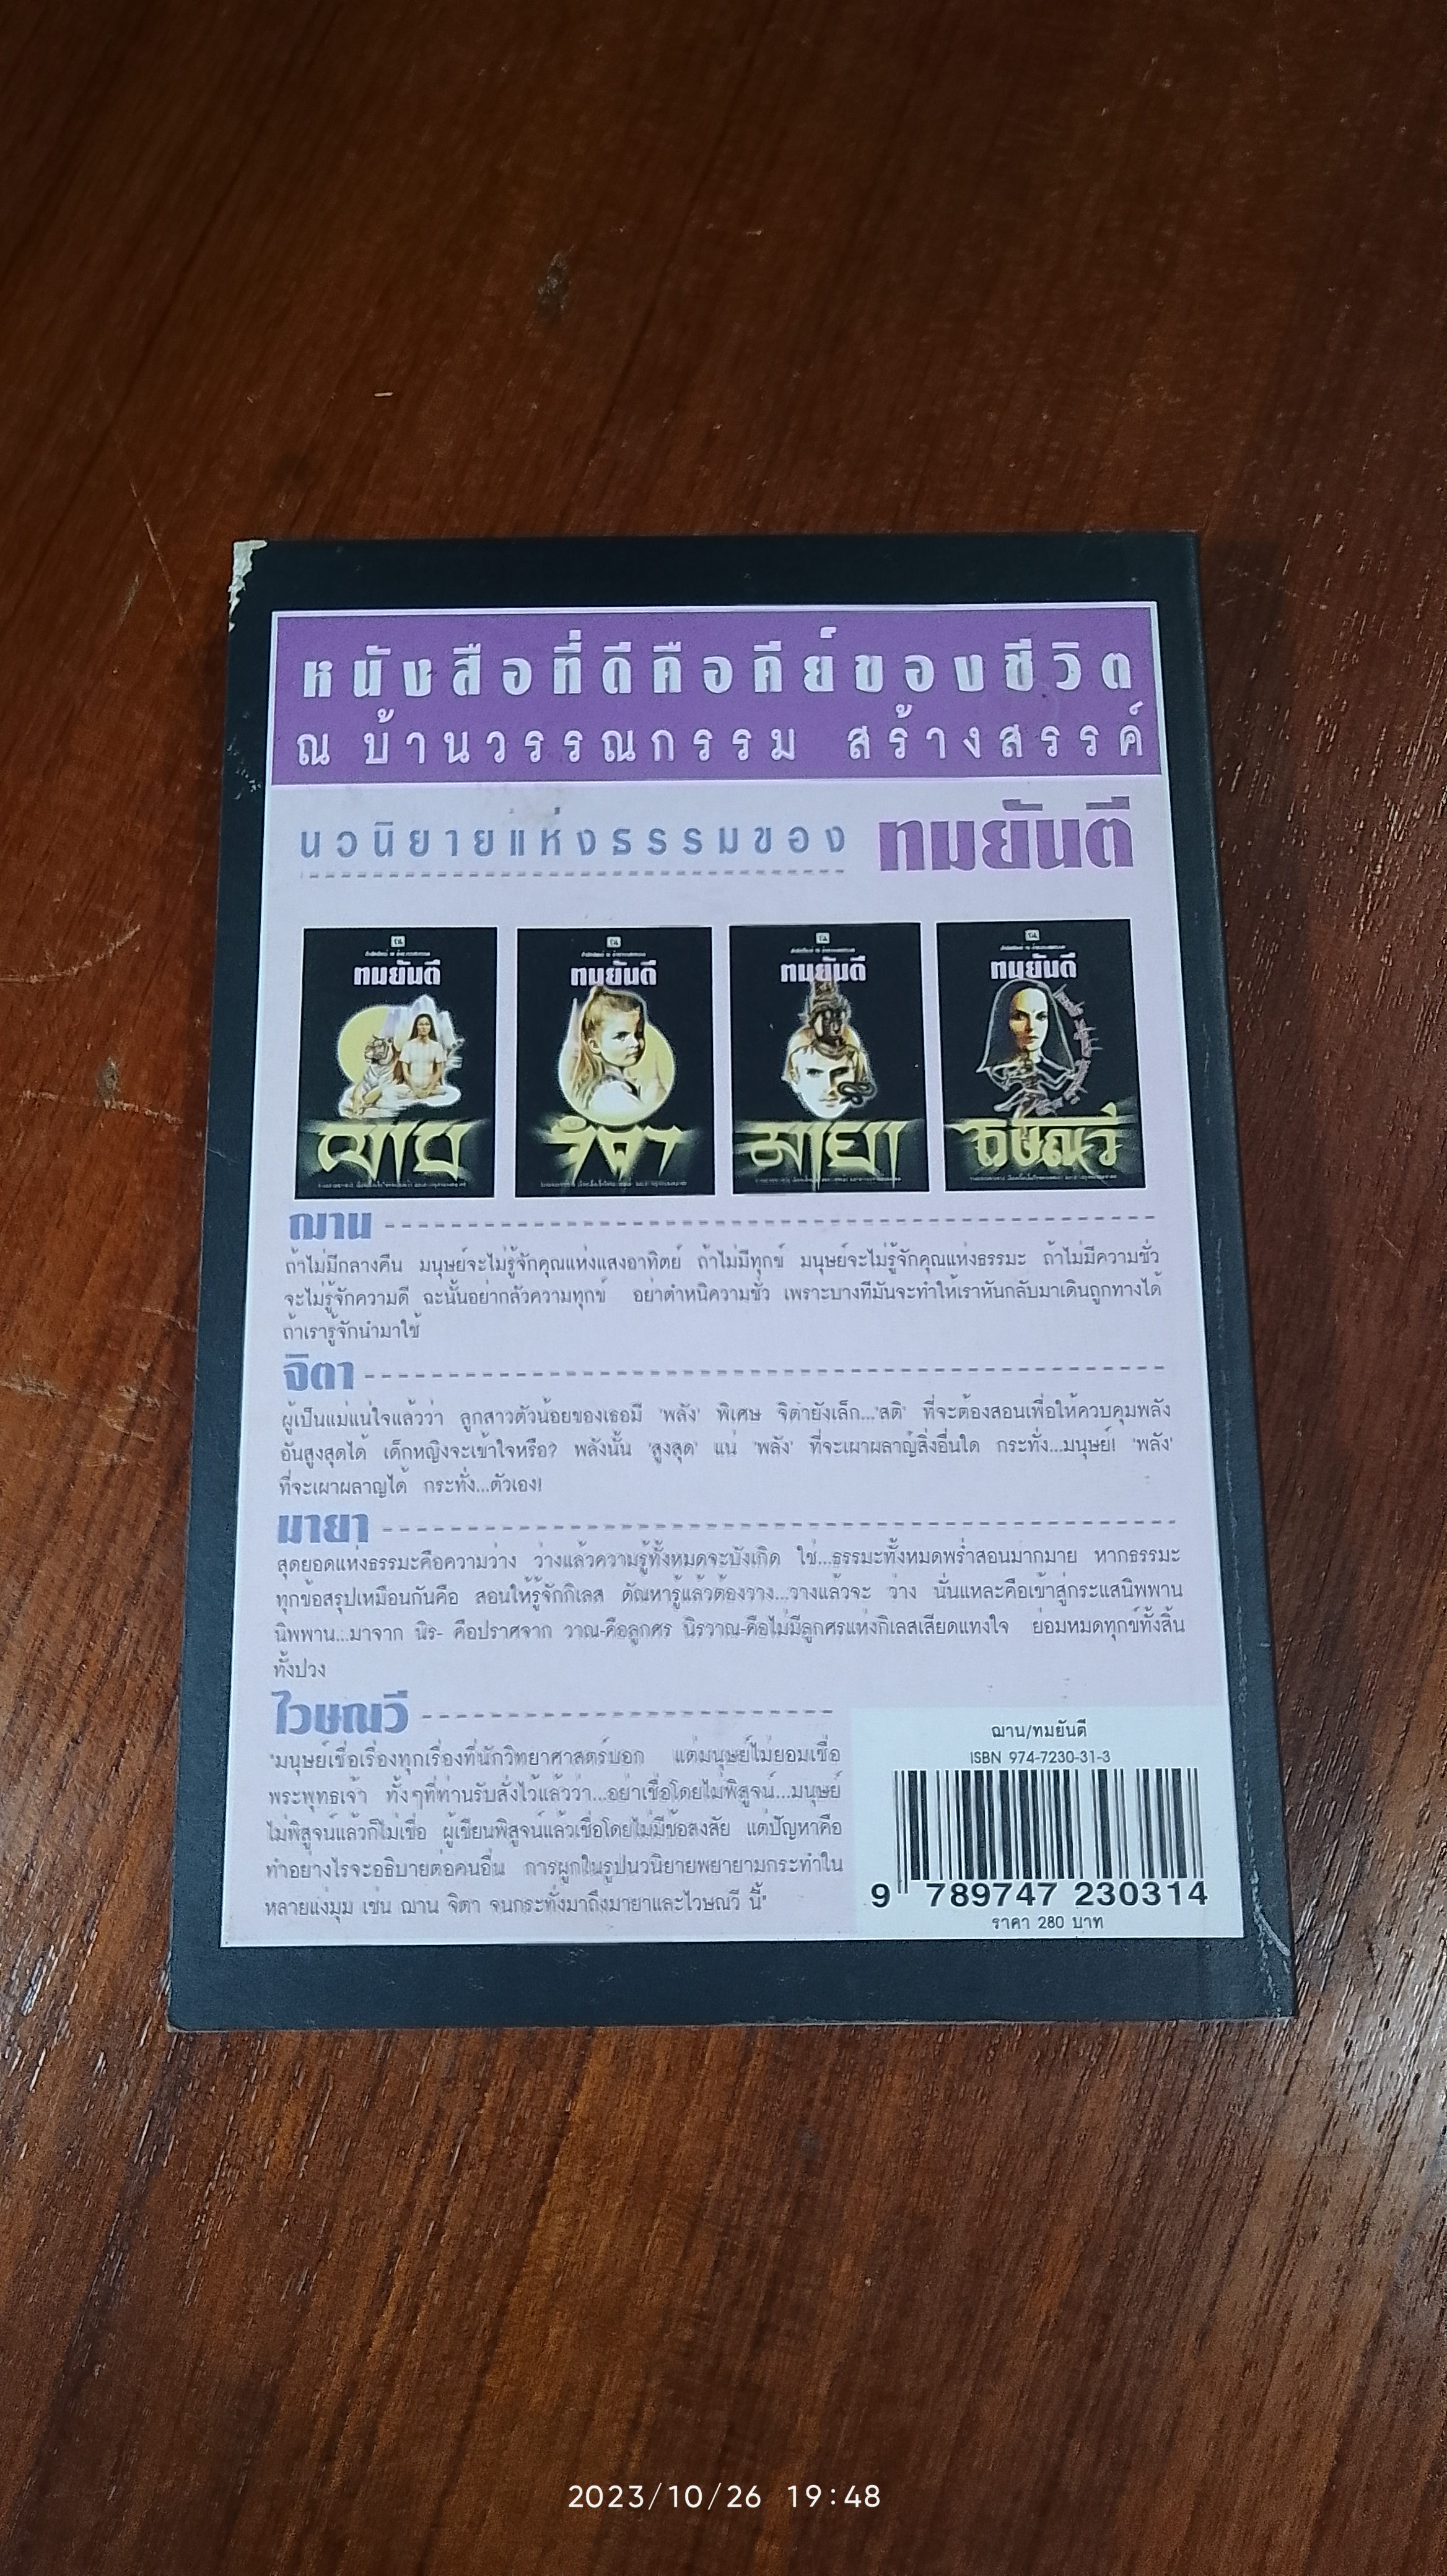 หนังสือที่ดีคือคีย์ของชีวิต
ณ บ้านวรรณกรรม สร้างสรรค์
นวนิยายแห่งธรรมของ ทมยันตี
ทมยันตี ทมยันตี ทมยันตี ทมยันตี
ฌาน จิตา มายา ไวษณวี
ฌาน
ถ้าไม่มีกลางคืน มนุษย์จะไม่รู้จักคุณแห่งแสงอาทิตย์ ถ้าไม่มีทุกข์ มนุษย์จะไม่รู้จักคุณแห่งธรรมะ ถ้าไม่มีความชั่ว
จะไม่รู้จักความดี ฉะนั้นอย่ากลัวความทุกข์ อย่าตำหนิความชั่ว เพราะบางทีมันจะทำให้เราหันกลับมาเดินถูกทางได้
ถ้าเรารู้จักนำมาใช้
จิตา
ผู้เป็นแม่แน่ใจแล้วว่า ลูกสาวตัวน้อยของเธอมี 'พลัง' พิเศษ จิตายังเล็ก...'สติ' ที่จะต้องสอนเพื่อให้ควบคุมพลัง
อันสูงสุดได้ เด็กหญิงจะเข้าใจหรือ? พลังนั้น 'สูงสุด' แน่ 'พลัง' ที่จะเผาผลาญสิ่งอื่นใด กระทั่ง...มนุษย์! 'พลัง'
ที่จะเผาผลาญได้ กระทั่ง...ตัวเอง!
มายา
สุดยอดแห่งธรรมะคือความว่าง ว่างแล้วความรู้ทั้งหมดจะบังเกิด ใช่...ธรรมะทั้งหมดพร่ำสอนมากมาย หากธรรมะ
ทุกข้อสรุปเหมือนกันคือ สอนให้รู้จักกิเลส ตัณหารู้แล้วต้องวาง...วางแล้วจะ ว่าง นั่นแหละคือเข้าสู่กระแสนิพพาน
นิพพาน...มาจาก นิร- คือปราศจาก วาณ-คือลูกศร นิรวาณ-คือไม่มีลูกศรแห่งกิเลสเสียดแทงใจ ย่อมหมดทุกข์ทั้งสิ้น
ทั้งปวง
ไวษณวี
"มนุษย์เชื่อเรื่องทุกเรื่องที่นักวิทยาศาสตร์บอก แต่มนุษย์ไม่ยอมเชื่อ
พระพุทธเจ้า ทั้งๆที่ท่านรับสั่งไว้แล้วว่า...อย่าเชื่อโดยไม่พิสูจน์...มนุษย์
ไม่พิสูจน์แล้วก็ไม่เชื่อ ผู้เขียนพิสูจน์แล้วเชื่อโดยไม่มีข้อสงสัย แต่ปัญหาคือ
ทำอย่างไรจะอธิบายต่อคนอื่น การผูกในรูปนวนิยายพยายามกระทำใน
หลายแง่มุม เช่น ฌาน จิตา จนกระทั่งมาถึงมายาและไวษณวี นี้"
ฌาน/ทมยันตี
ISBN 974-7230-31-3
9 789747 230314
ราคา 280 บาท
2023/10/26 19:48